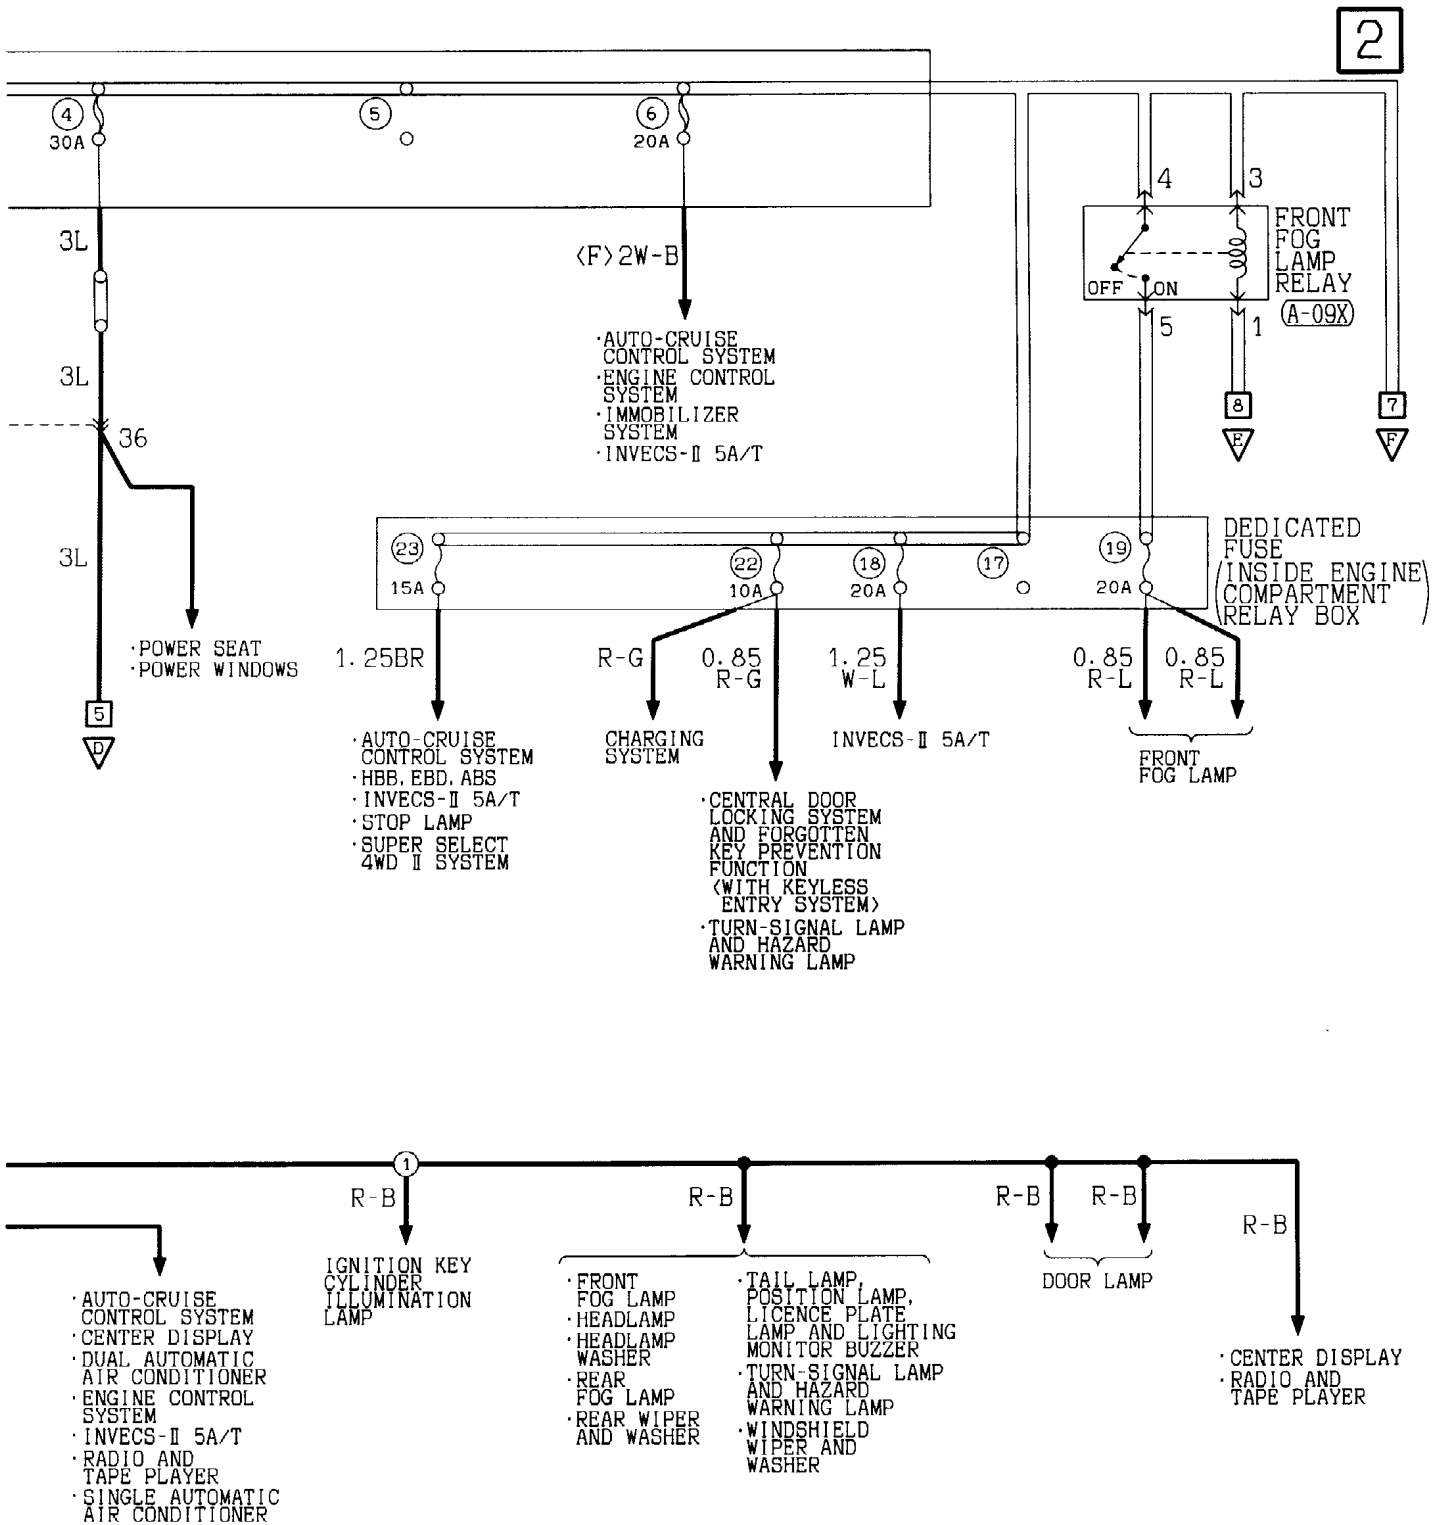 2
4
30A
5
6
20A
4
3
FRONT
FOG
LAMP
RELAY
OFF
ON
A-09X
5
1
3L
<F>2W-B
·AUTO-CRUISE
CONTROL SYSTEM
·ENGINE CONTROL
SYSTEM
·IMMOBILIZER
SYSTEM
·INVECS-Ⅱ 5A/T
3L
36
8
E
7
F
3L
23
15A
22
10A
18
20A
17
19
20A
DEDICATED
FUSE
(INSIDE ENGINE
COMPARTMENT
RELAY BOX)
·POWER SEAT
·POWER WINDOWS
5
D
1.25BR
R-G
0.85
R-G
1.25
W-L
0.85
R-L
0.85
R-L
·AUTO-CRUISE
CONTROL SYSTEM
·HBB, EBD, ABS
·INVECS-Ⅱ 5A/T
·STOP LAMP
·SUPER SELECT
4WD Ⅱ SYSTEM
CHARGING
SYSTEM
·CENTRAL DOOR
LOCKING SYSTEM
AND FORGOTTEN
KEY PREVENTION
FUNCTION
<WITH KEYLESS
ENTRY SYSTEM>
·TURN-SIGNAL LAMP
AND HAZARD
WARNING LAMP
INVECS-Ⅱ 5A/T
FRONT
FOG LAMP
1
R-B
R-B
R-B
R-B
R-B
·AUTO-CRUISE
CONTROL SYSTEM
·CENTER DISPLAY
·DUAL AUTOMATIC
AIR CONDITIONER
·ENGINE CONTROL
SYSTEM
·INVECS-Ⅱ 5A/T
·RADIO AND
TAPE PLAYER
·SINGLE AUTOMATIC
AIR CONDITIONER
IGNITION KEY
CYLINDER
ILLUMINATION
LAMP
·FRONT
FOG LAMP
·HEADLAMP
·HEADLAMP
WASHER
·REAR
FOG LAMP
·REAR WIPER
AND WASHER
·TAIL LAMP,
POSITION LAMP,
LICENCE PLATE
LAMP AND LIGHTING
MONITOR BUZZER
·TURN-SIGNAL LAMP
AND HAZARD
WARNING LAMP
·WINDSHIELD
WIPER AND
WASHER
DOOR LAMP
·CENTER DISPLAY
·RADIO AND
TAPE PLAYER